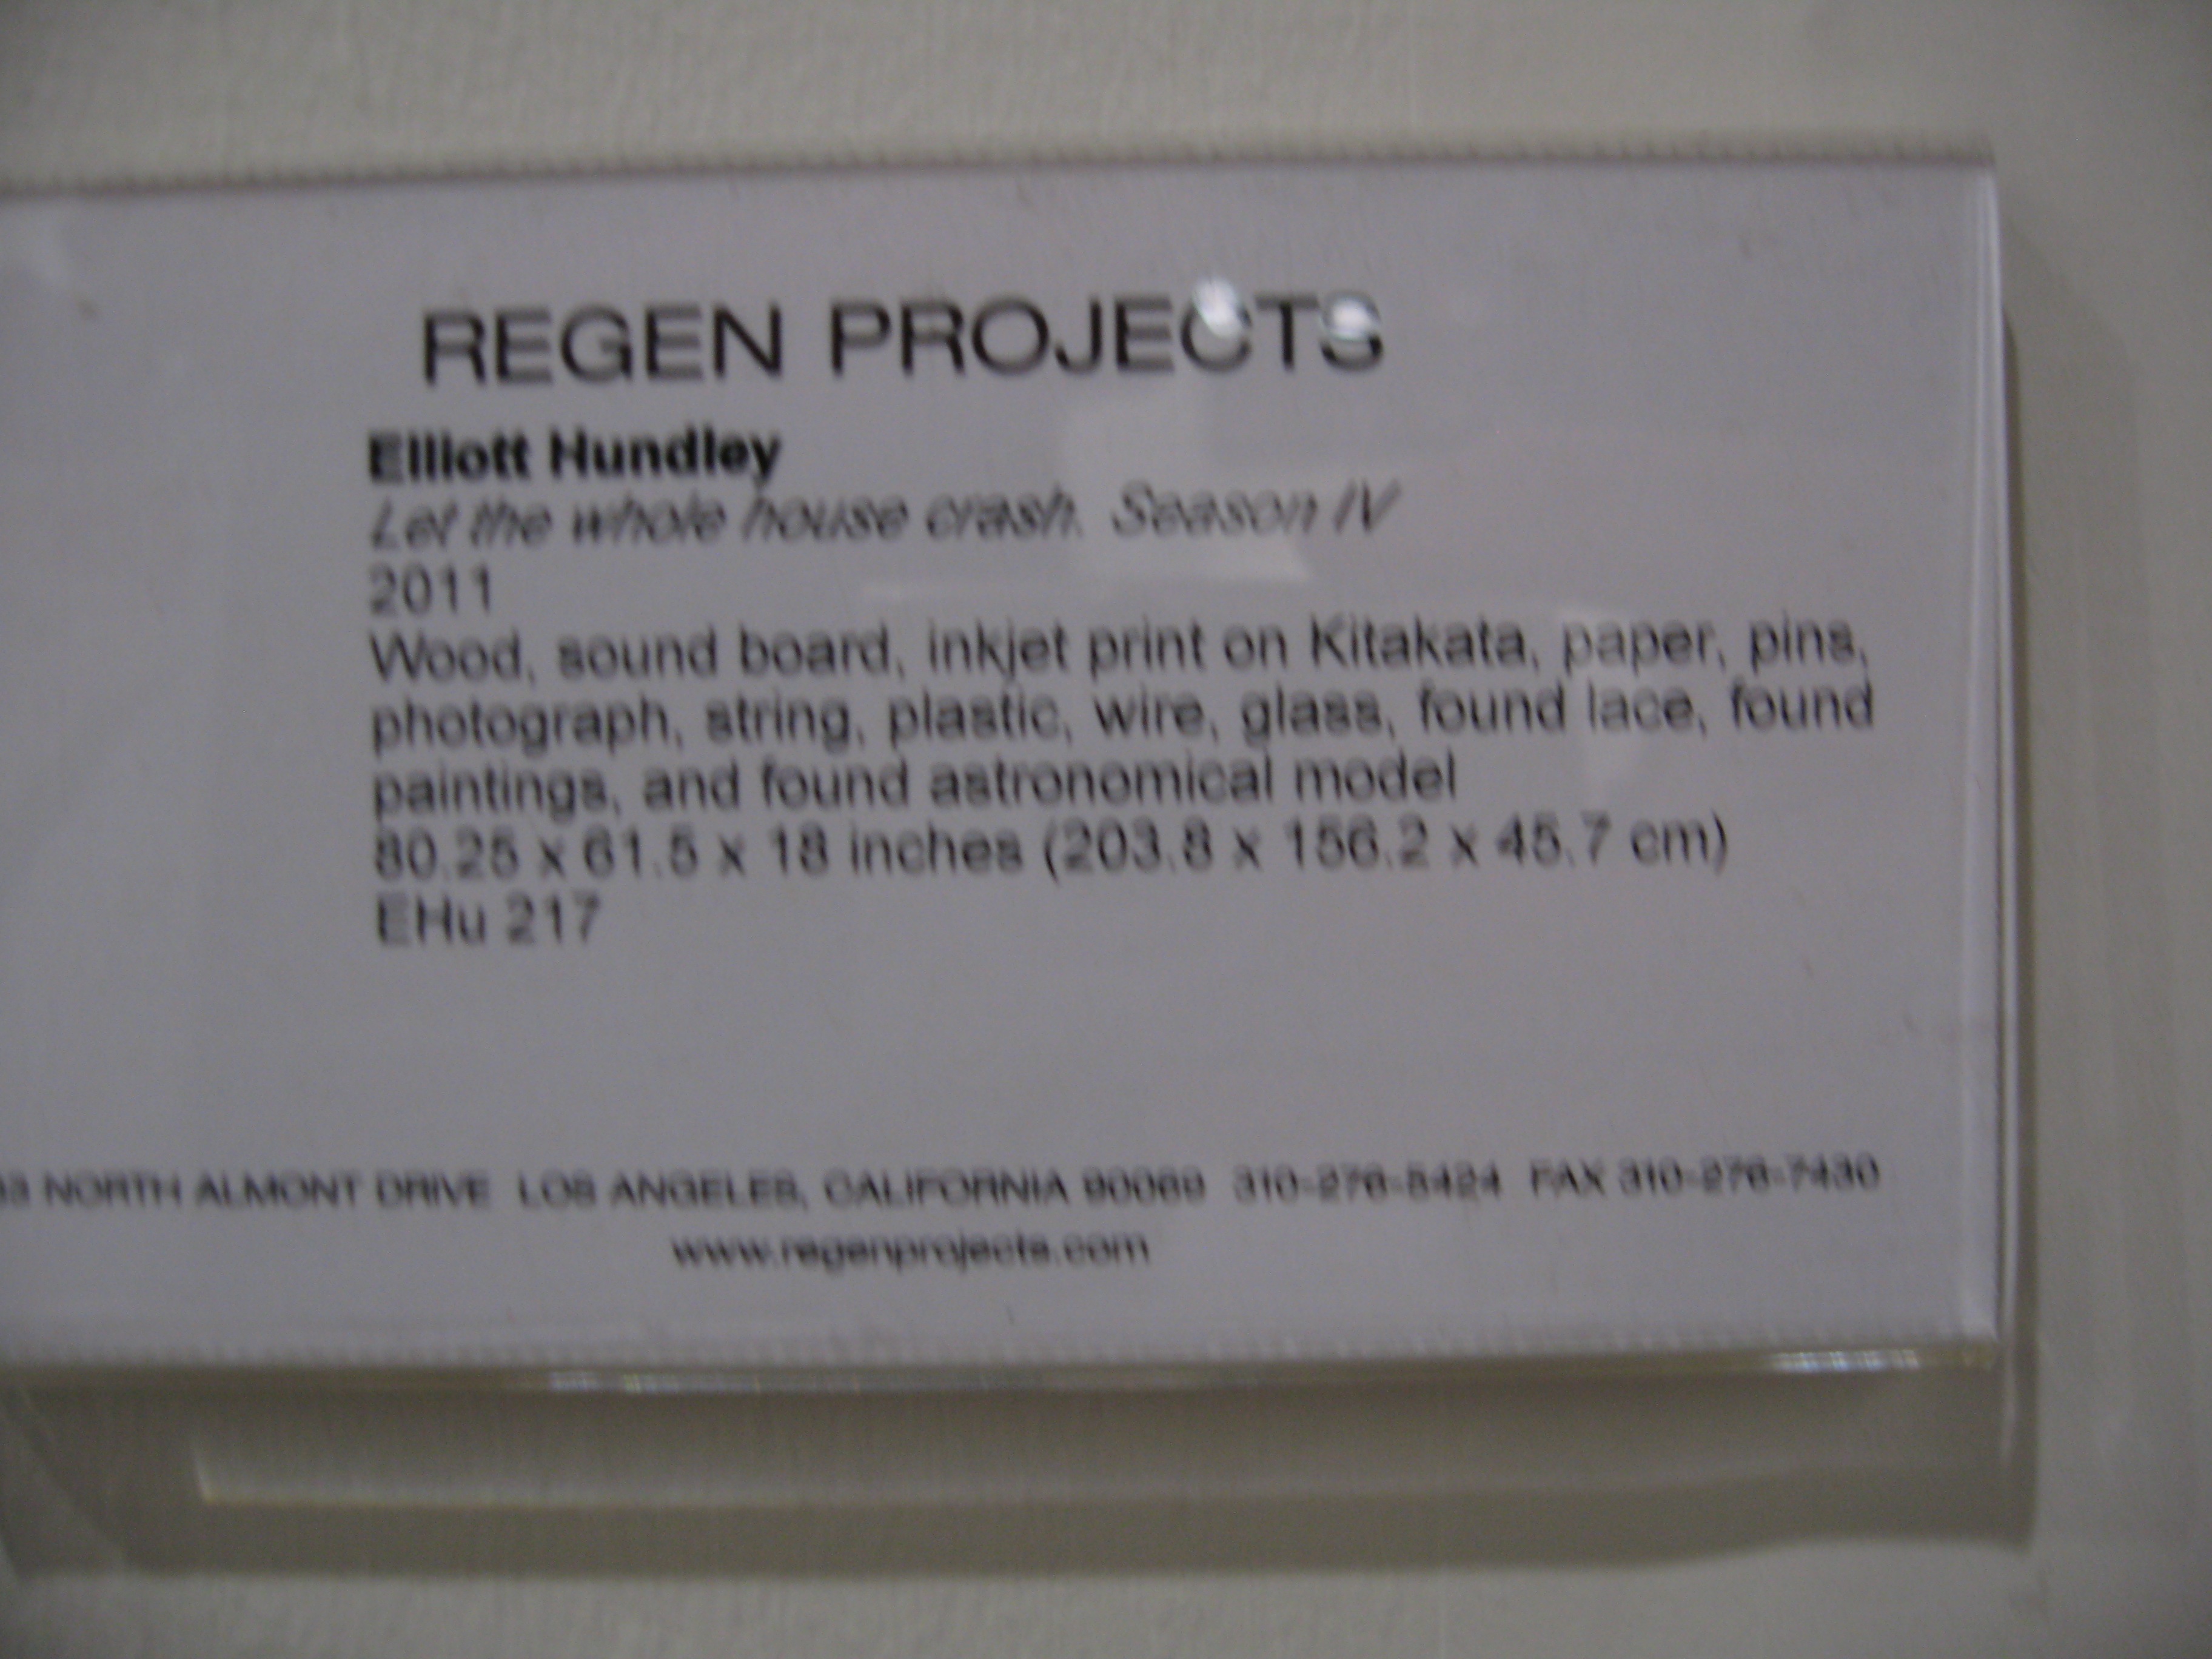 REGEN PROJECTS
Elliott Hundley
Let the whole house crash. Season IV
2011
Wood, sound board, inkjet print on Kitakata, paper, pins,
photograph, string, plastic, wire, glass, found lace, found
paintings, and found astronomical model
80.25 x 61.5 x 18 inches (203.8 x 156.2 x 45.7 cm)
EHu 217
33 NORTH ALMONT DRIVE LOS ANGELES, CALIFORNIA 90069 310-276-5424 FAX 310-276-7430
www.regenprojects.com